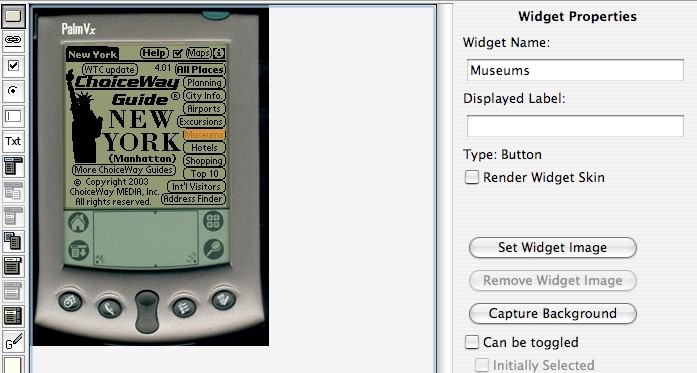 PalmVx
New York
Help
Maps
i
WTC update
4.01
All Places
ChoiceWay
Guide ®
NEW
YORK
(Manhattan)
More ChoiceWay Guides
© Copyright 2003
ChoiceWay MEDIA, Inc.
All rights reserved.
Planning
City Info.
Airports
Excursions
Museums
Hotels
Shopping
Top 10
Int'l Visitors
Address Finder
Txt
G
Widget Properties
Widget Name:
Museums
Displayed Label:
Type: Button
Render Widget Skin
Set Widget Image
Remove Widget Image
Capture Background
Can be toggled
Initially Selected